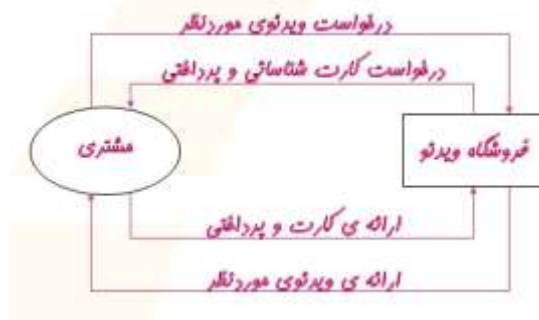 درخواست ویدئوی موردنظر
درخواست کارت شناسائی و پرداختی
مشتری
فروشگاه ویدئو
ارائه ی کارت و پرداختی
ارائه ی ویدئوی موردنظر